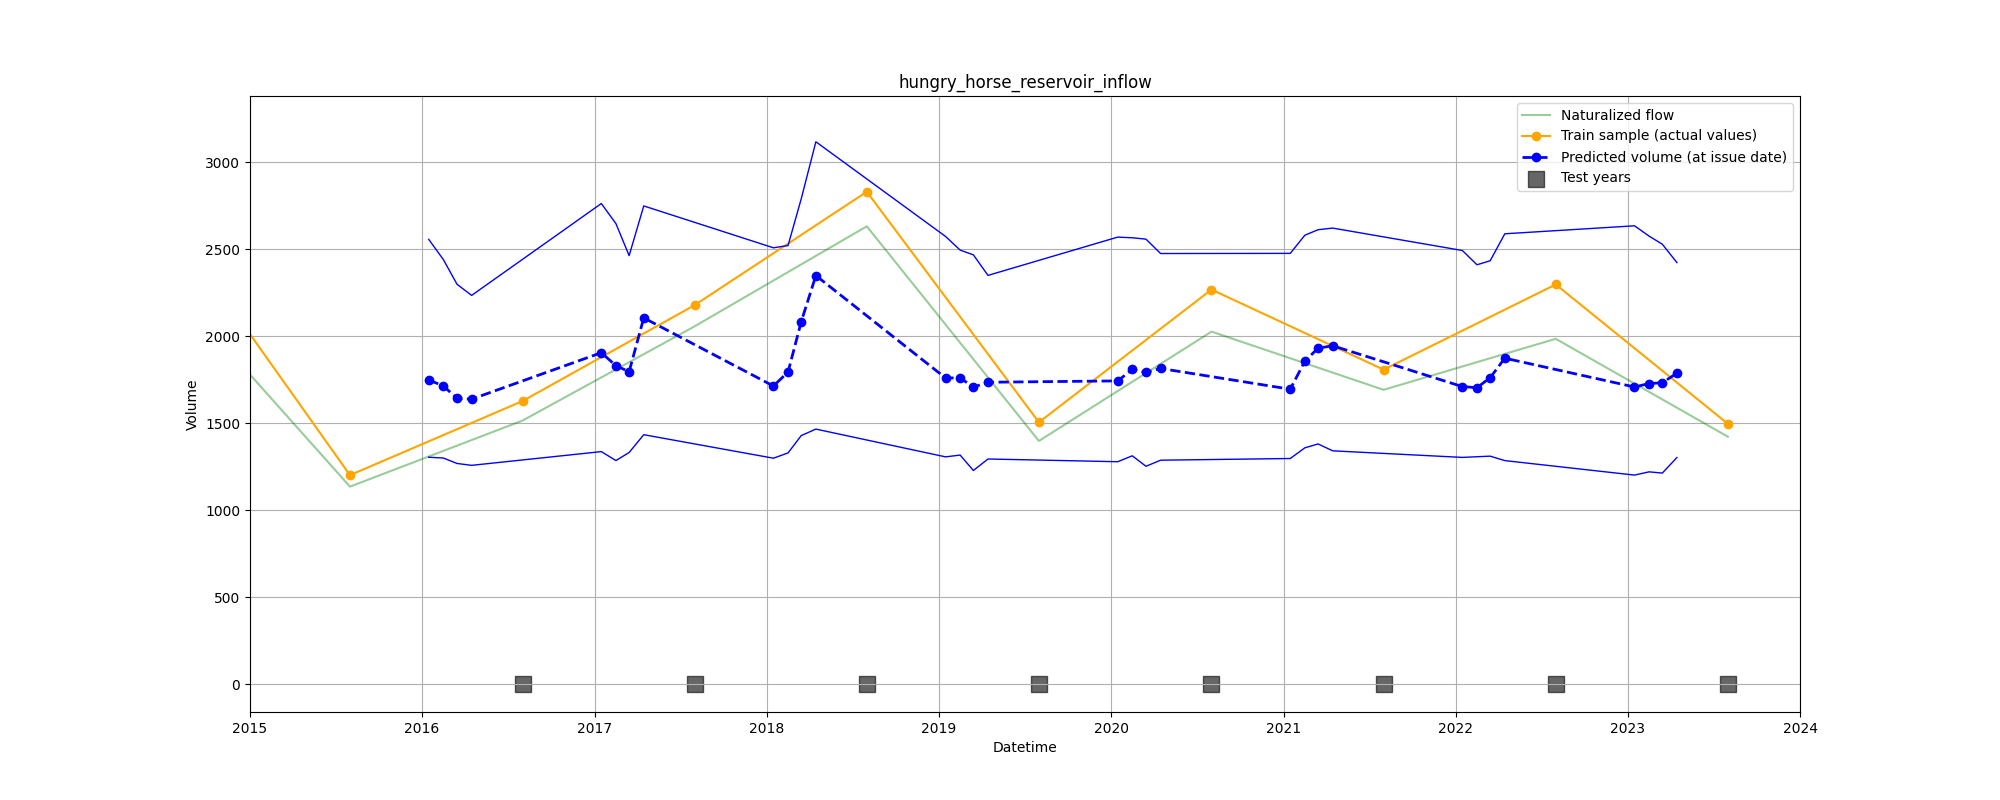 hungry_horse_reservoir_inflow
Naturalized flow
Train sample (actual values)
Predicted volume (at issue date)
Test years
Volume
3000
2500
2000
1500
1000
500
0
2015 2016 2017 2018 2019 2020 2021 2022 2023 2024
Datetime